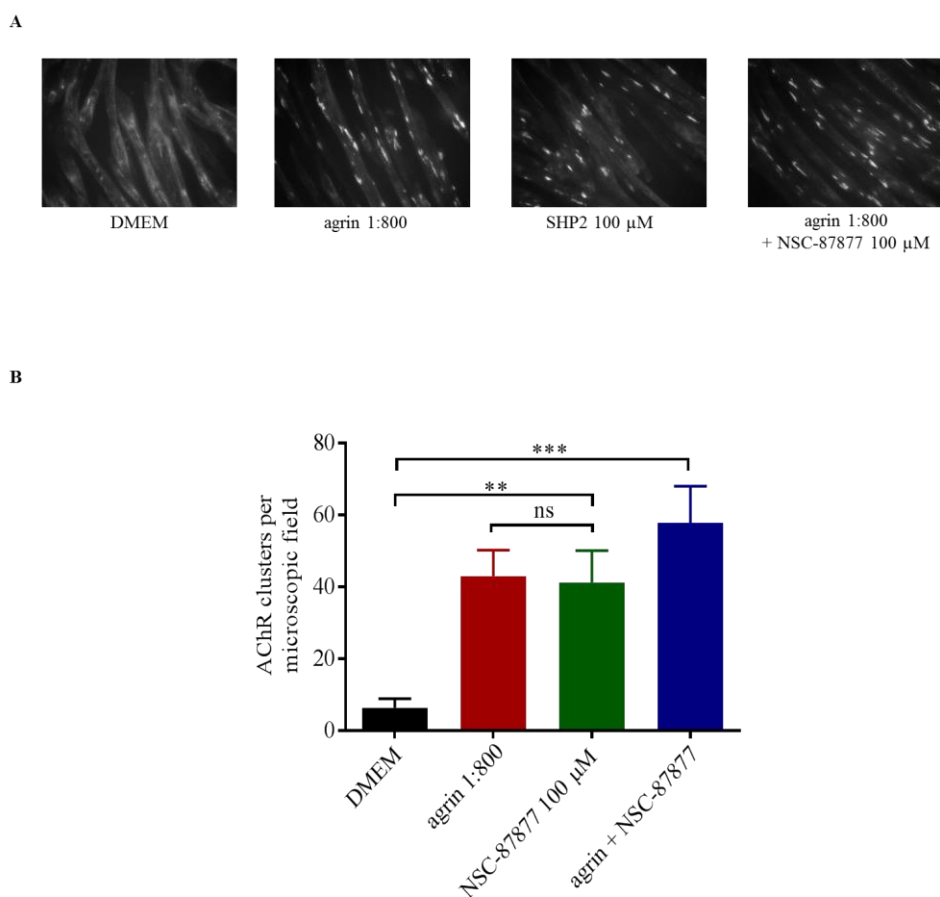 A
DMEM
agrin 1:800
SHP2 100 µM
agrin 1:800
+ NSC-87877 100 µM
B
AChR clusters per
microscopic field
80
60
40
20
0
***
**
ns
DMEM
agrin 1:800
NSC-87877 100 µM
agrin + NSC-87877